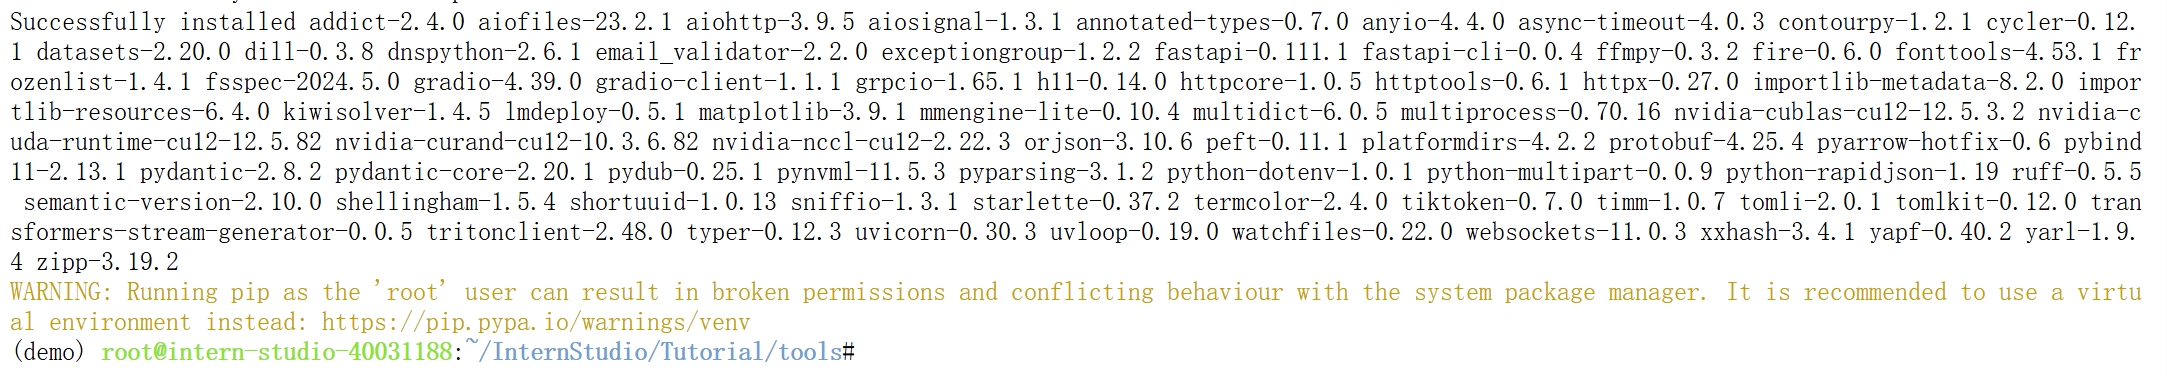 Successfully installed addict-2.4.0 aiofiles-23.2.1 aiohttp-3.9.5 aiosignal-1.3.1 annotated-types-0.7.0 anyio-4.4.0 async-timeout-4.0.3 contourpy-1.2.1 cycler-0.12.
1 datasets-2.20.0 dill-0.3.8 dnspython-2.6.1 email_validator-2.2.0 exceptiongroup-1.2.2 fastapi-0.111.1 fastapi-cli-0.0.4 ffmpy-0.3.2 fire-0.6.0 fonttools-4.53.1 fr
ozenlist-1.4.1 fsspec-2024.5.0 gradio-4.39.0 gradio-client-1.1.1 grpcio-1.65.1 h11-0.14.0 httpcore-1.0.5 httptools-0.6.1 httpx-0.27.0 importlib-metadata-8.2.0 impor
tlib-resources-6.4.0 kiwisolver-1.4.5 lmdeploy-0.5.1 matplotlib-3.9.1 mmengine-lite-0.10.4 multidict-6.0.5 multiprocess-0.70.16 nvidia-cublas-cu12-12.5.3.2 nvidia-c
uda-runtime-cu12-12.5.82 nvidia-curand-cu12-10.3.6.82 nvidia-nccl-cu12-2.22.3 orjson-3.10.6 peft-0.11.1 platformdirs-4.2.2 protobuf-4.25.4 pyarrow-hotfix-0.6 pybind
11-2.13.1 pydantic-2.8.2 pydantic-core-2.20.1 pydub-0.25.1 pynvml-11.5.3 pyparsing-3.1.2 python-dotenv-1.0.1 python-multipart-0.0.9 python-rapidjson-1.19 ruff-0.5.5
semantic-version-2.10.0 shellingham-1.5.4 shortuuid-1.0.13 sniffio-1.3.1 starlette-0.37.2 termcolor-2.4.0 tiktoken-0.7.0 timm-1.0.7 tomli-2.0.1 tomlkit-0.12.0 tran
sformers-stream-generator-0.0.5 tritonclient-2.48.0 typer-0.12.3 uvicorn-0.30.3 uvloop-0.19.0 watchfiles-0.22.0 websockets-11.0.3 xxhash-3.4.1 yapf-0.40.2 yarl-1.9.
4 zipp-3.19.2
WARNING: Running pip as the 'root' user can result in broken permissions and conflicting behaviour with the system package manager. It is recommended to use a virtu
al environment instead: https://pip.pypa.io/warnings/venv
(demo) root@intern-studio-40031188:~/InternStudio/Tutorial/tools#